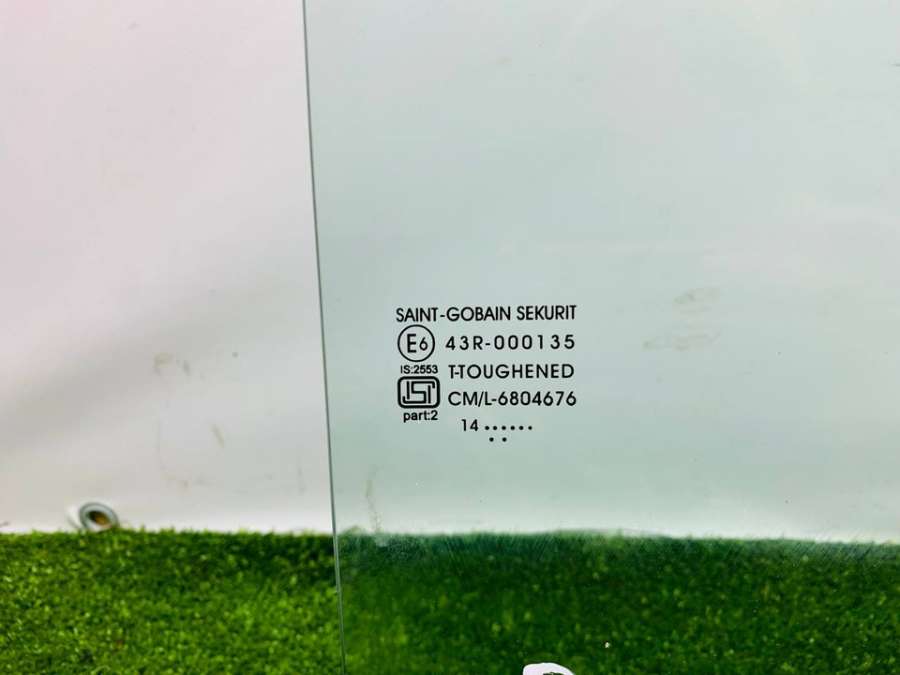 SAINT-GOBAIN SEKURIT
E6 43R-000135
IS:2553 T-TOUGHENED
ISI CM/L-6804676
part:2
14 ......
..